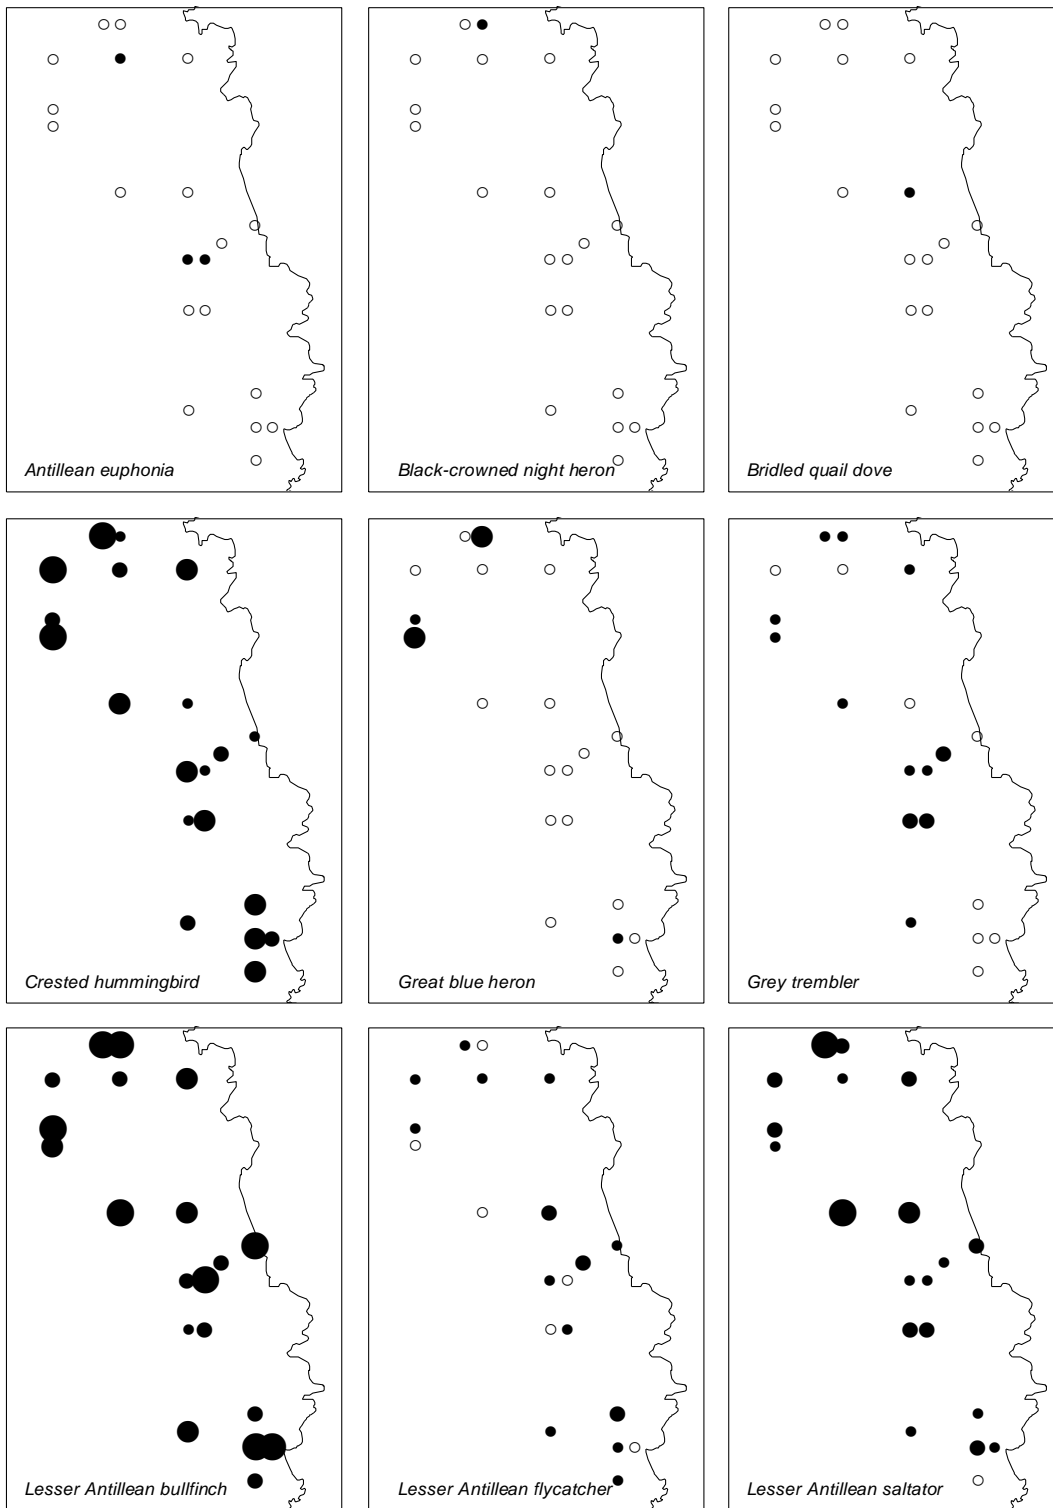 Antillean euphonia
Black-crowned night heron
Bridled quail dove
Crested hummingbird
Great blue heron
Grey trembler
Lesser Antillean bullfinch
Lesser Antillean flycatcher
Lesser Antillean saltator